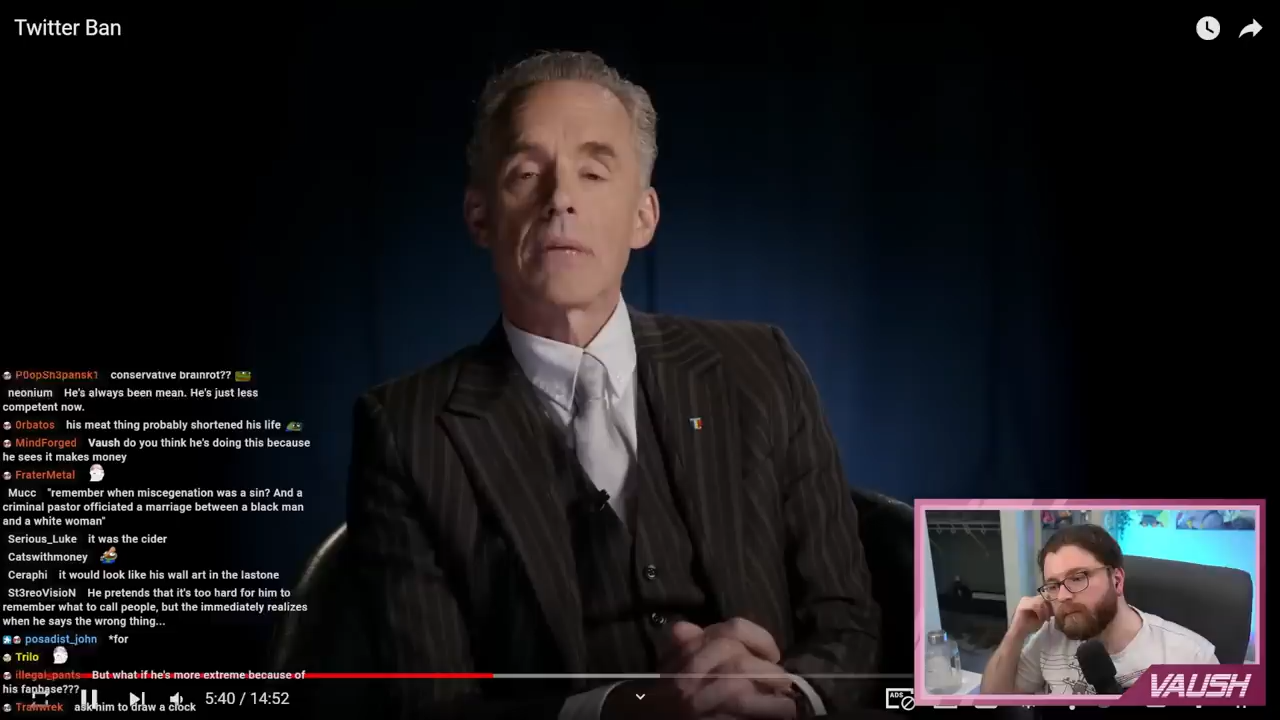 Twitter Ban
P0opSh3pansk1 conservative brainrot??
neonium He's always been mean. He's just less
competent now.
0rbatos his meat thing probably shortened his life
MindForged Vaush do you think he's doing this because
he sees it makes money
FraterMetal
Mucc "remember when miscegenation was a sin? And a
criminal pastor officiated a marriage between a black man
and a white woman"
Serious_Luke it was the cider
Catswithmoney
Ceraphi it would look like his wall art in the lastone
St3reoVisioN He pretends that it's too hard for him to
remember what to call people, but the immediately realizes
when he says the wrong thing...
posadist_john *for
Trilo
illegal_pants But what if he's more extreme because of
his fanbase???
Trainwrek ask him to draw a clock
5:40 / 14:52
ADS
VAUSH